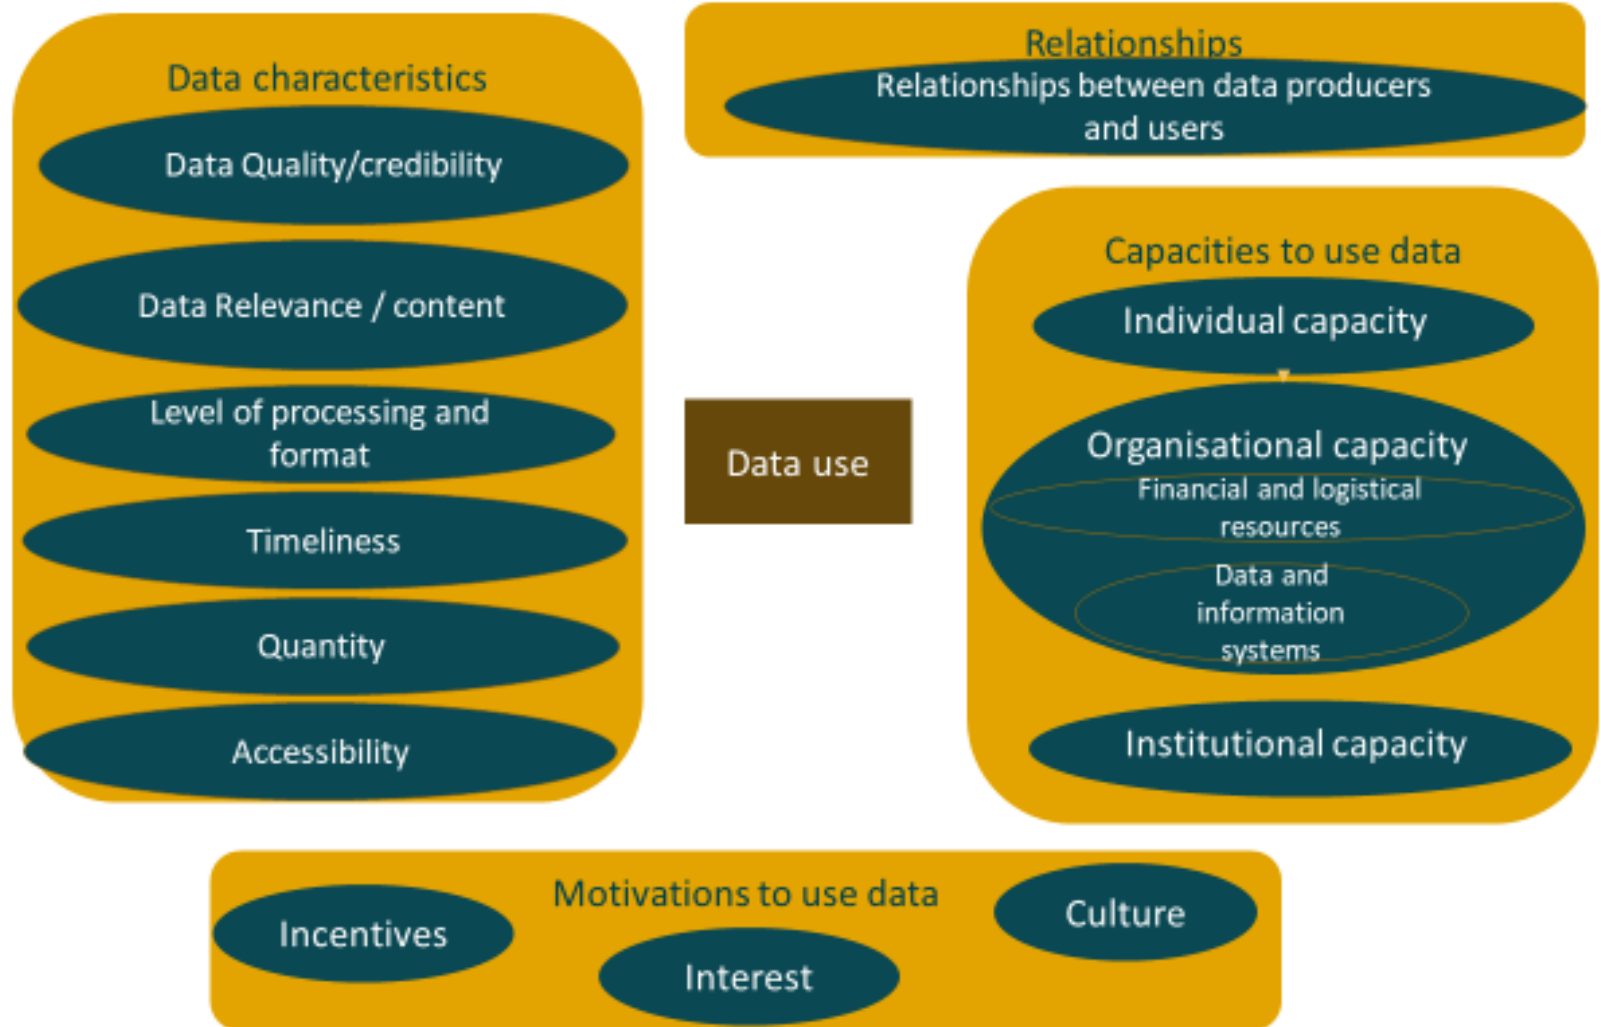 Data characteristics
Data Quality/credibility
Data Relevance / content
Level of processing and
format
Timeliness
Quantity
Accessibility
Relationships
Relationships between data producers
and users
Data use
Capacities to use data
Individual capacity
Organisational capacity
Financial and logistical
resources
Data and
information
systems
Institutional capacity
Motivations to use data
Incentives
Interest
Culture